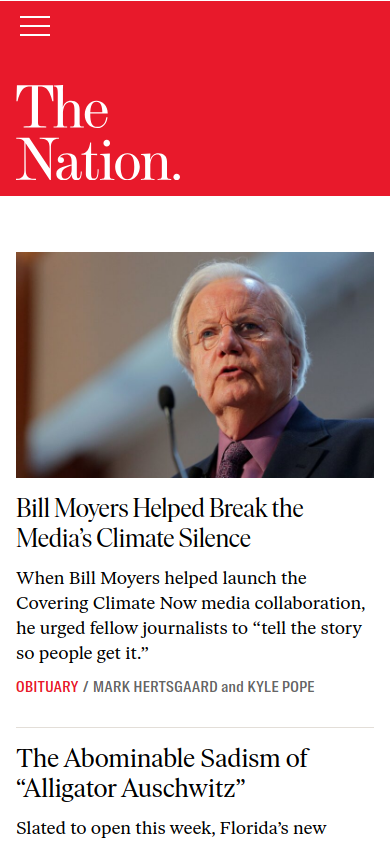 The
Nation.
Bill Moyers Helped Break the
Media’s Climate Silence
When Bill Moyers helped launch the
Covering Climate Now media collaboration,
he urged fellow journalists to “tell the story
so people get it.”
OBITUARY / MARK HERTSGAARD and KYLE POPE
The Abominable Sadism of
“Alligator Auschwitz”
Slated to open this week, Florida’s new